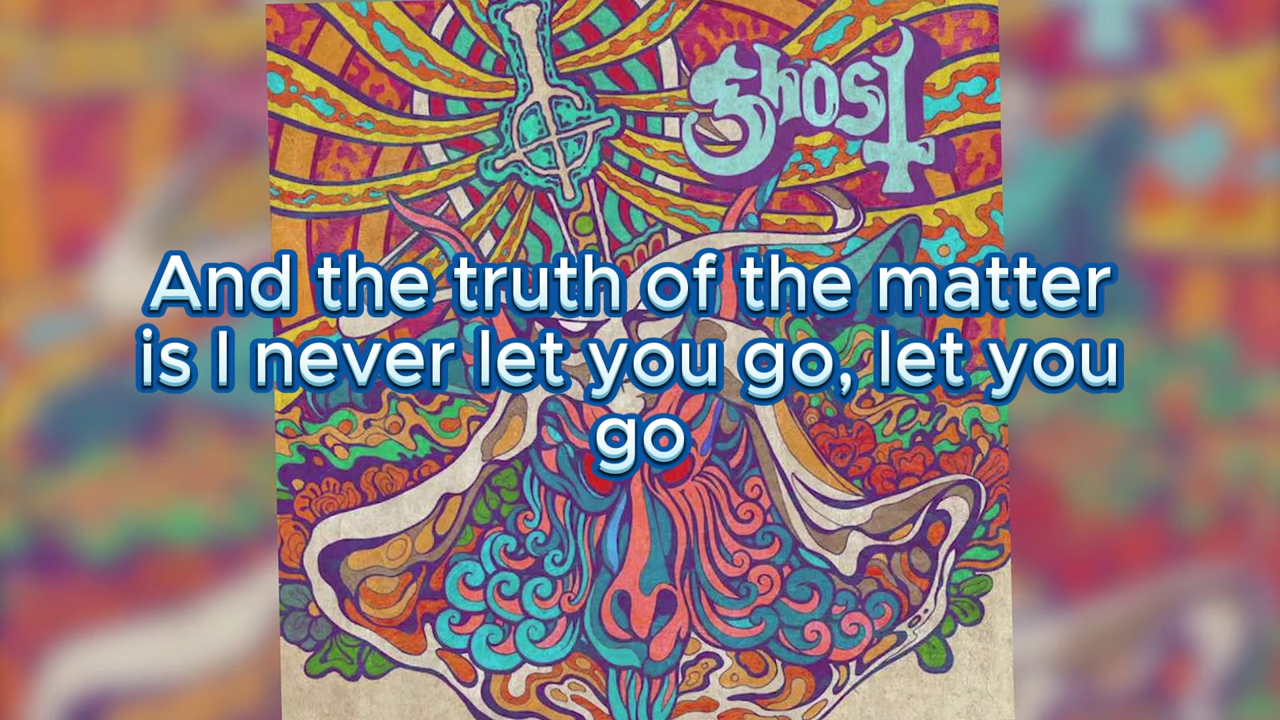 Ghost
And the truth of the matter
is I never let you go, let you
go